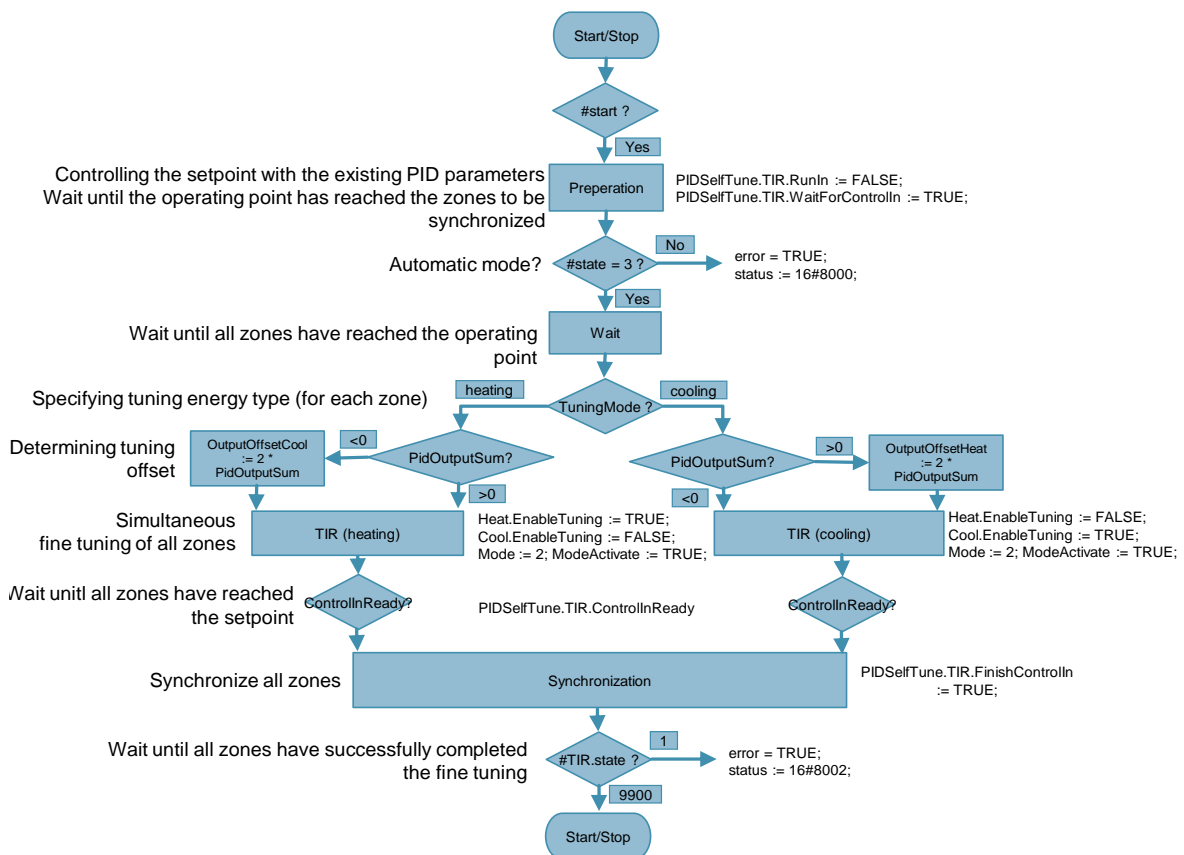 Start/Stop
#start ?
Yes
Controlling the setpoint with the existing PID parameters
Wait until the operating point has reached the zones to be
synchronized
Preperation
PIDSelfTune.TIR.RunIn := FALSE;
PIDSelfTune.TIR.WaitForControlIn := TRUE;
Automatic mode?
#state = 3 ?
No
error = TRUE;
status := 16#8000;
Yes
Wait until all zones have reached the operating
point
Wait
Specifying tuning energy type (for each zone)
heating
TuningMode ?
cooling
Determining tuning
offset
OutputOffsetCool
:= 2 *
PidOutputSum
<0
PidOutputSum?
>0
PidOutputSum?
<0
>0
OutputOffsetHeat
:= 2 *
PidOutputSum
Simultaneous
fine tuning of all zones
TIR (heating)
Heat.EnableTuning := TRUE;
Cool.EnableTuning := FALSE;
Mode := 2; ModeActivate := TRUE;
TIR (cooling)
Heat.EnableTuning := FALSE;
Cool.EnableTuning := TRUE;
Mode := 2; ModeActivate := TRUE;
Wait unitl all zones have reached
the setpoint
ControlInReady?
PIDSelfTune.TIR.ControlInReady
ControlInReady?
Synchronize all zones
Synchronization
PIDSelfTune.TIR.FinishControlIn
:= TRUE;
Wait until all zones have successfully completed
the fine tuning
#TIR.state ?
1
error = TRUE;
status := 16#8002;
9900
Start/Stop